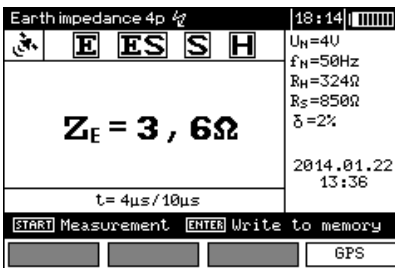 Earth impedance 4p
18:14
E ES S H
UN=4V
fN=50Hz
RH=324Ω
RS=850Ω
δ=2%
ZE = 3 , 6Ω
2014.01.22
13:36
t= 4µs/10µs
START Measurement ENTER Write to memory
GPS